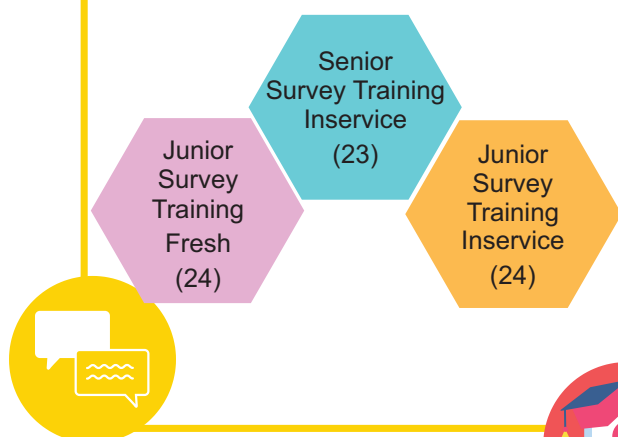 Senior
Survey Training
Inservice
(23)
Junior
Survey
Training
Fresh
(24)
Junior
Survey
Training
Inservice
(24)